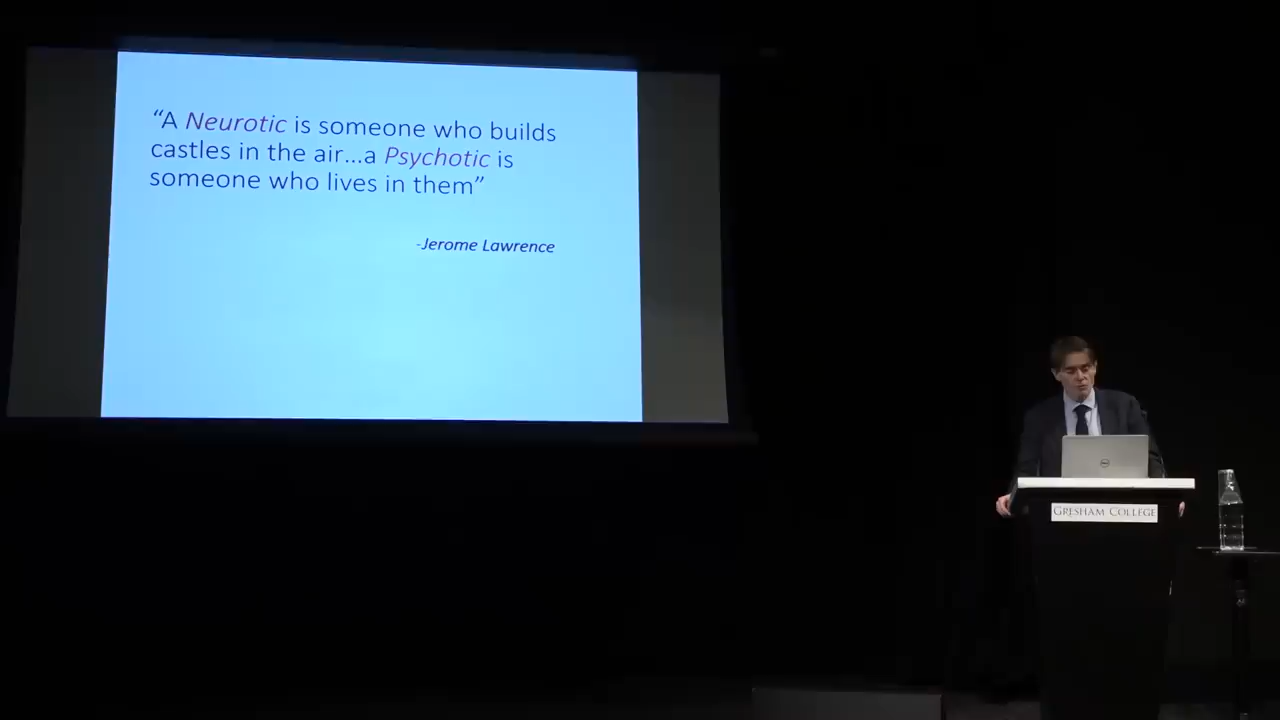 “A Neurotic is someone who builds
castles in the air...a Psychotic is
someone who lives in them”
-Jerome Lawrence
GRESHAM COLLEGE